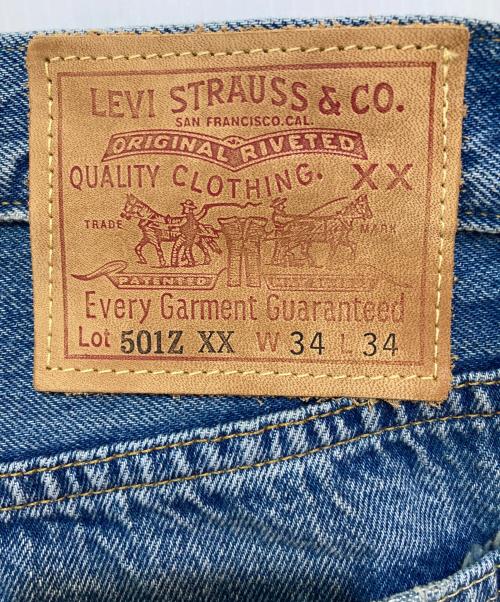 LEVI STRAUSS & CO.
SAN FRANCISCO.CAL.
ORIGINAL RIVETED
QUALITY CLOTHING. XX
TRADE MARK
PATENTED
Every Garment Guaranteed
Lot 501Z XX W 34 L 34